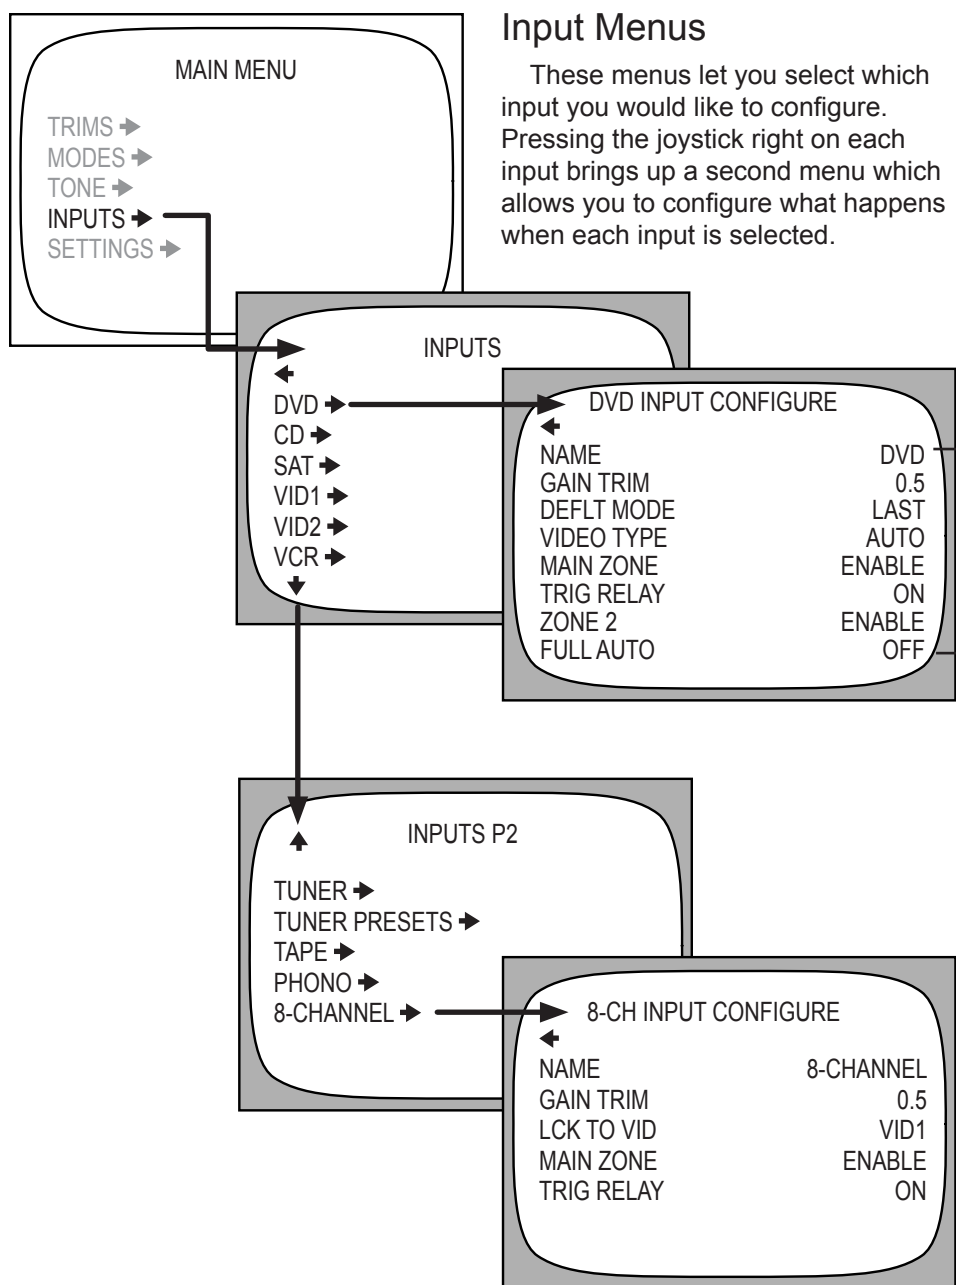 Input Menus
These menus let you select which
input you would like to configure.
Pressing the joystick right on each
input brings up a second menu which
allows you to configure what happens
when each input is selected.
MAIN MENU
TRIMS
MODES
TONE
INPUTS
SETTINGS
INPUTS
DVD
CD
SAT
VID1
VID2
VCR
DVD INPUT CONFIGURE
NAME DVD
GAIN TRIM 0.5
DEFLT MODE LAST
VIDEO TYPE AUTO
MAIN ZONE ENABLE
TRIG RELAY ON
ZONE 2 ENABLE
FULL AUTO OFF
INPUTS P2
TUNER
TUNER PRESETS
TAPE
PHONO
8-CHANNEL
8-CH INPUT CONFIGURE
NAME 8-CHANNEL
GAIN TRIM 0.5
LCK TO VID VID1
MAIN ZONE ENABLE
TRIG RELAY ON